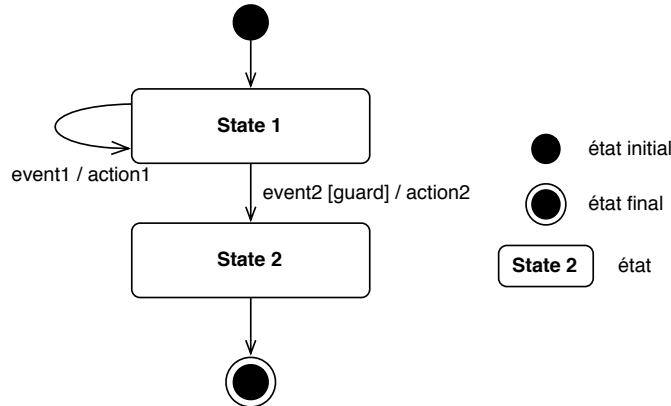 State 1
event1 / action1
event2 [guard] / action2
State 2
état initial
état final
State 2
état